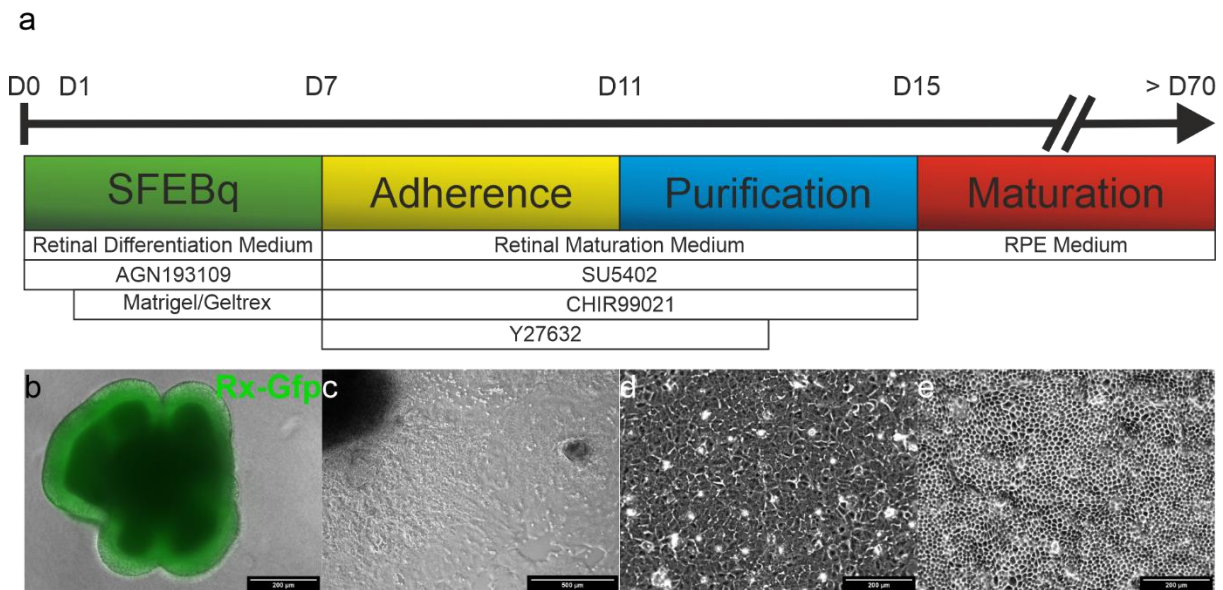 a
D0 D1 D7 D11 D15 > D70
SFEBq Adherence Purification Maturation
Retinal Differentiation Medium Retinal Maturation Medium RPE Medium
AGN193109 SU5402
Matrigel/Geltrex CHIR99021
Y27632
b Rx-Gfp c d e
200 µm 500 µm 200 µm 200 µm